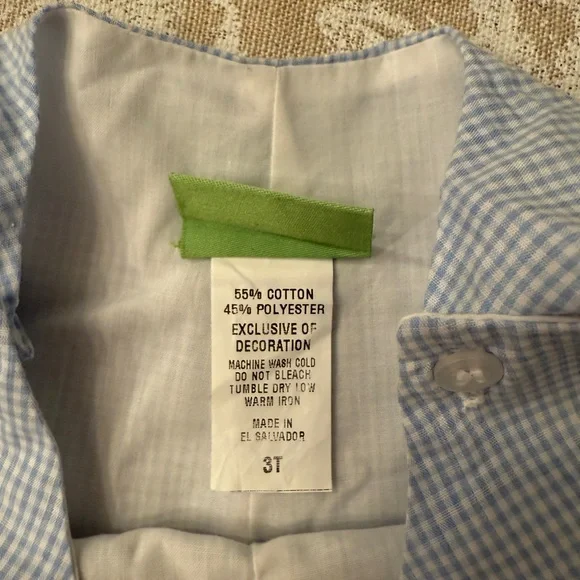 55% COTTON
45% POLYESTER
EXCLUSIVE OF
DECORATION
MACHINE WASH COLD
DO NOT BLEACH
TUMBLE DRY LOW
WARM IRON
MADE IN
EL SALVADOR
3T